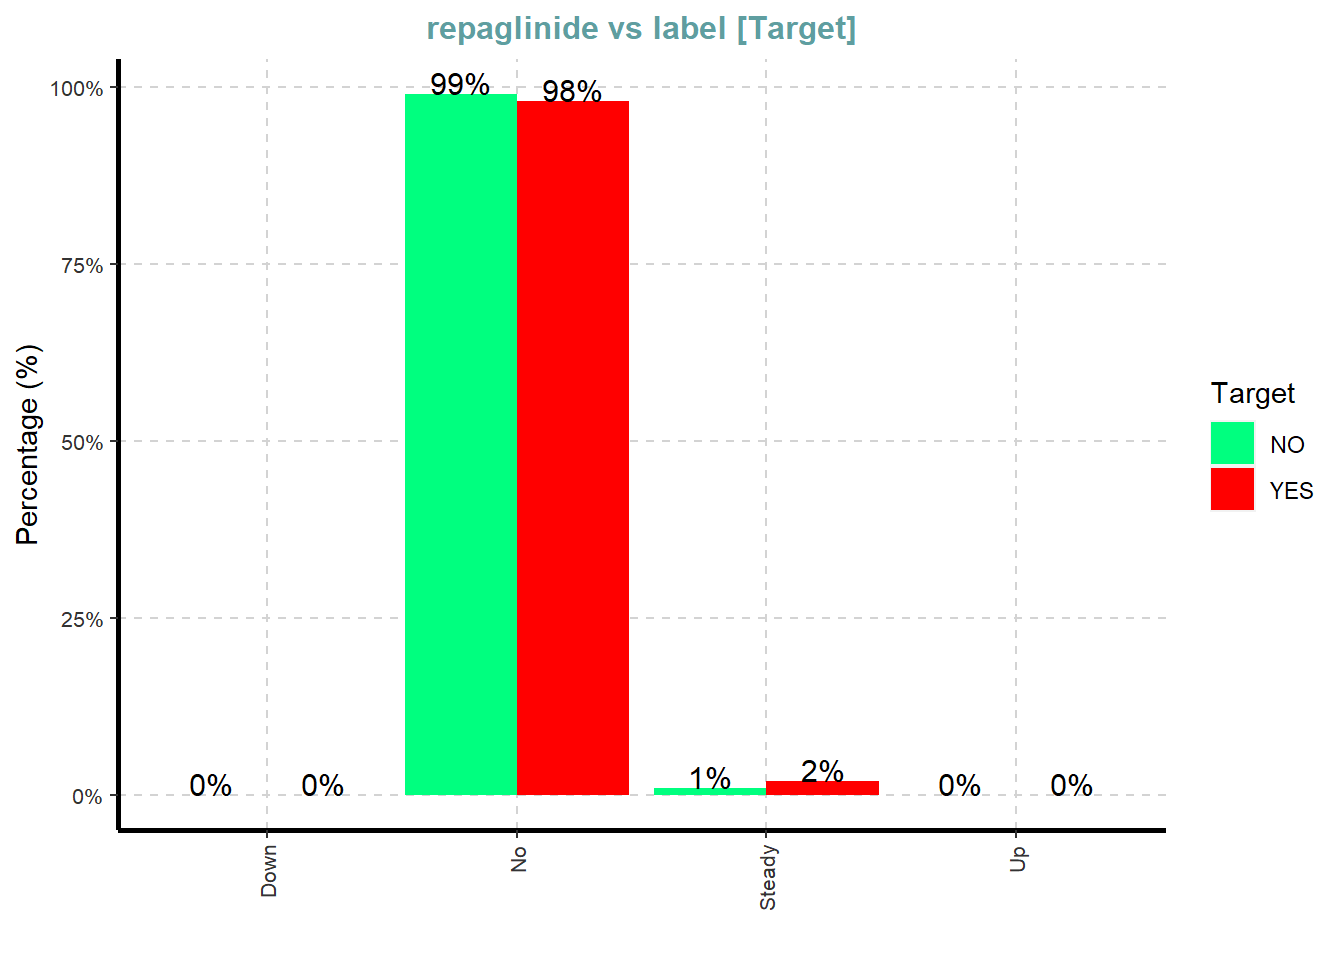 repaglinide vs label [Target]
Percentage (%)
100%
75%
50%
25%
0%
99%
98%
0%
0%
1%
2%
0%
0%
Down
No
Steady
Up
Target
NO
YES